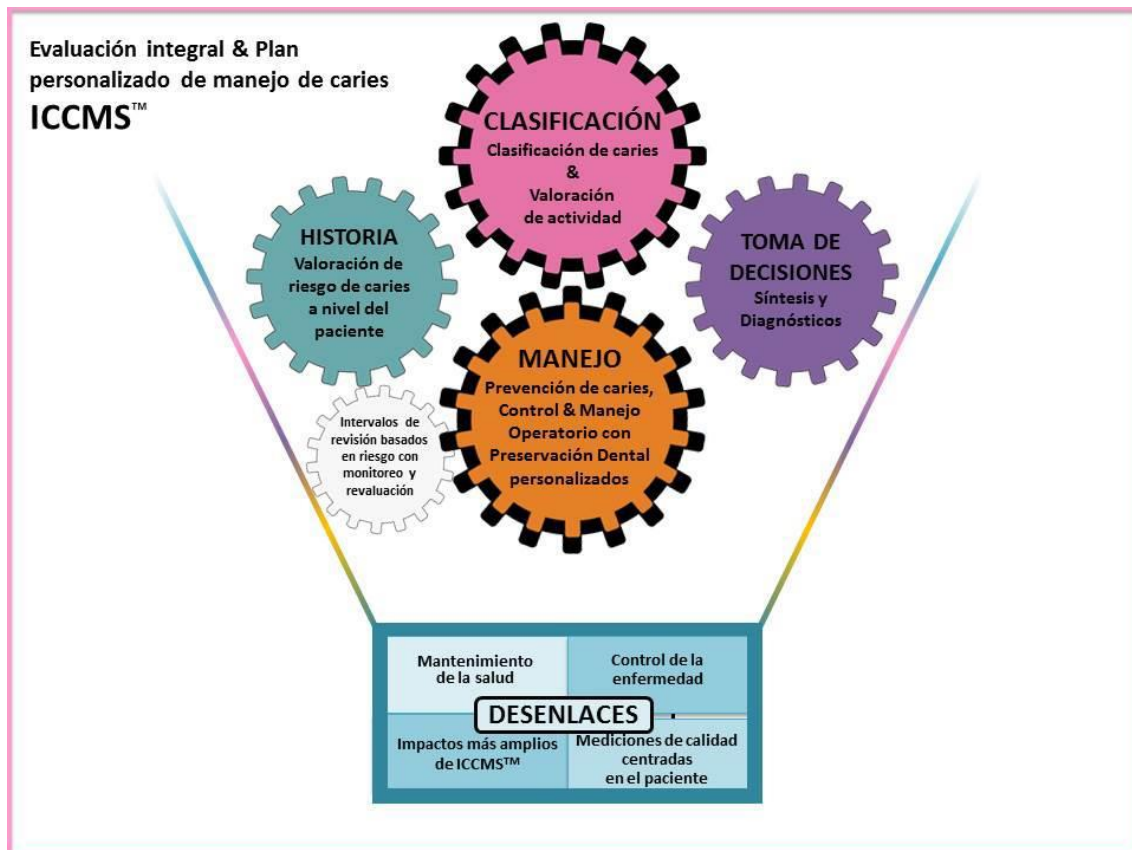 Evaluación integral & Plan
personalizado de manejo de caries
ICCMS™
CLASIFICACIÓN
Clasificación de caries
&
Valoración
de actividad
HISTORIA
Valoración de
riesgo de caries
a nivel del
paciente
TOMA DE
DECISIONES
Síntesis y
Diagnósticos
MANEJO
Prevención de caries,
Control & Manejo
Operatorio con
Preservación Dental
personalizados
Intervalos de
revisión basados
en riesgo con
monitoreo y
revaluación
Mantenimiento
de la salud
Control de la
enfermedad
DESENLACES
Impactos más amplios
de ICCMS™
Mediciones de calidad
centradas
en el paciente